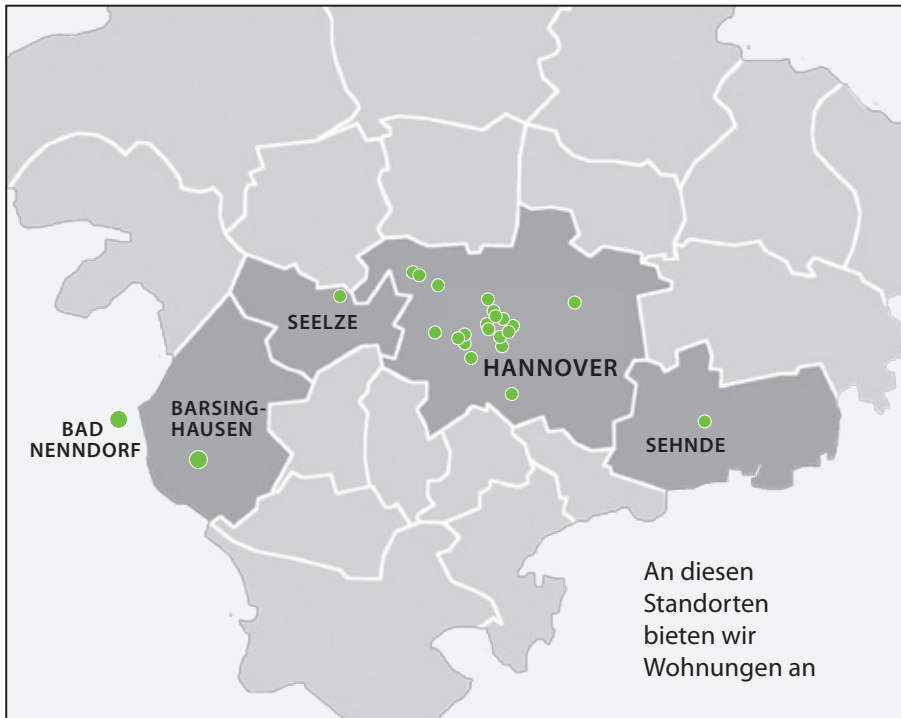 SEELZE
HANNOVER
BARSING-
HAUSEN
BAD
NENNDORF
SEHNDE
An diesen
Standorten
bieten wir
Wohnungen an